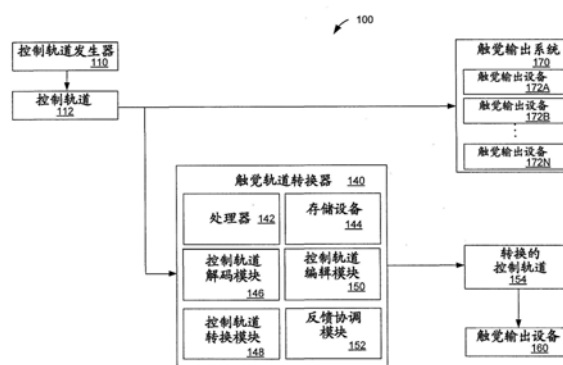 100
控制轨道发生器
110
控制轨道
112
触觉输出系统
170
触觉输出设备
172A
触觉输出设备
172B
触觉输出设备
172N
触觉轨道转换器 140
处理器 142
存储设备
144
控制轨道
解码模块
146
控制轨道
编辑模块
150
控制轨道
转换模块
148
反馈协调
模块
152
转换的
控制轨道
154
触觉输出设备
160